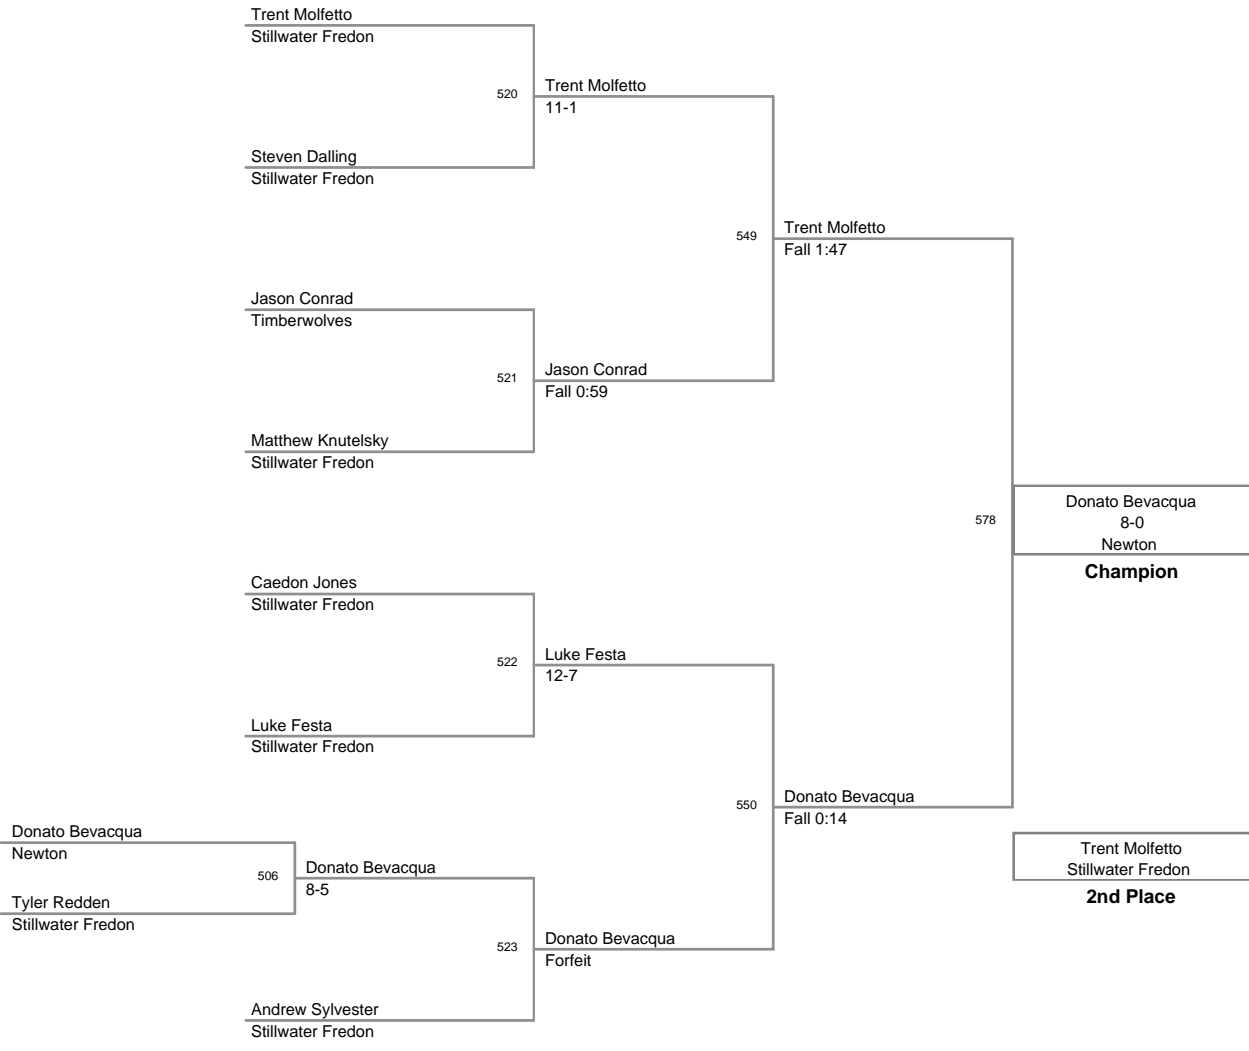 Trent Molfetto
Stillwater Fredon
520
Trent Molfetto
11-1
Steven Dalling
Stillwater Fredon
549
Trent Molfetto
Fall 1:47
Jason Conrad
Timberwolves
521
Jason Conrad
Fall 0:59
Matthew Knutelsky
Stillwater Fredon
578
Donato Bevacqua
8-0
Newton
Champion
Caedon Jones
Stillwater Fredon
522
Luke Festa
12-7
Luke Festa
Stillwater Fredon
550
Donato Bevacqua
Fall 0:14
Donato Bevacqua
Newton
506
Donato Bevacqua
8-5
Tyler Redden
Stillwater Fredon
Trent Molfetto
Stillwater Fredon
2nd Place
523
Donato Bevacqua
Forfeit
Andrew Sylvester
Stillwater Fredon